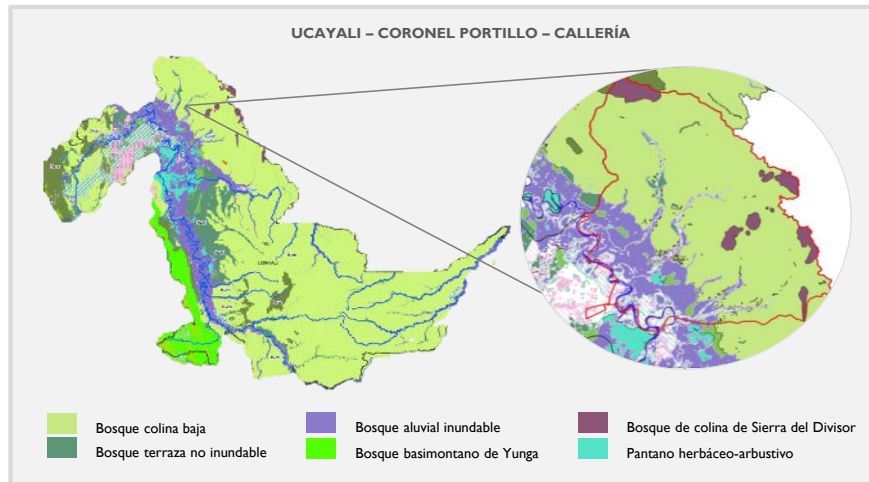 UCAYALI – CORONEL PORTILLO – CALLERÍA
Bosque colina baja
Bosque aluvial inundable
Bosque de colina de Sierra del Divisor
Bosque terraza no inundable
Bosque basimontano de Yunga
Pantano herbáceo-arbustivo